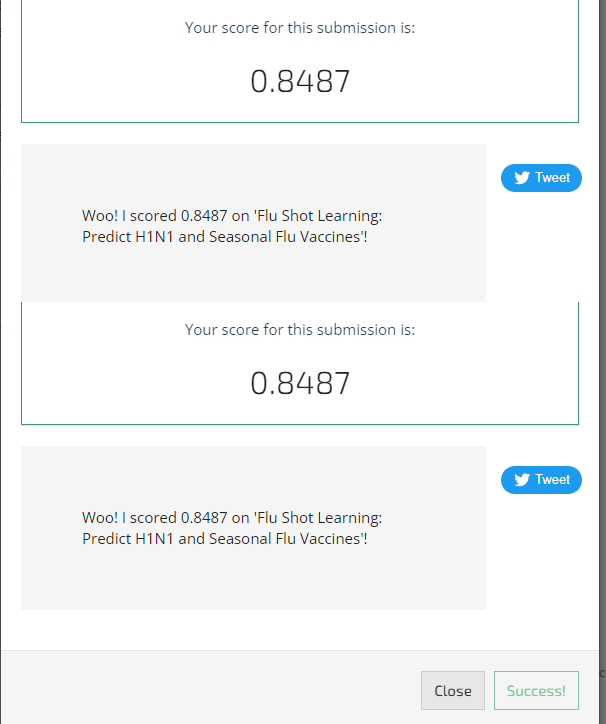 Your score for this submission is:
0.8487
Tweet
Woo! I scored 0.8487 on 'Flu Shot Learning:
Predict H1N1 and Seasonal Flu Vaccines'!
Your score for this submission is:
0.8487
Tweet
Woo! I scored 0.8487 on 'Flu Shot Learning:
Predict H1N1 and Seasonal Flu Vaccines'!
Close Success!